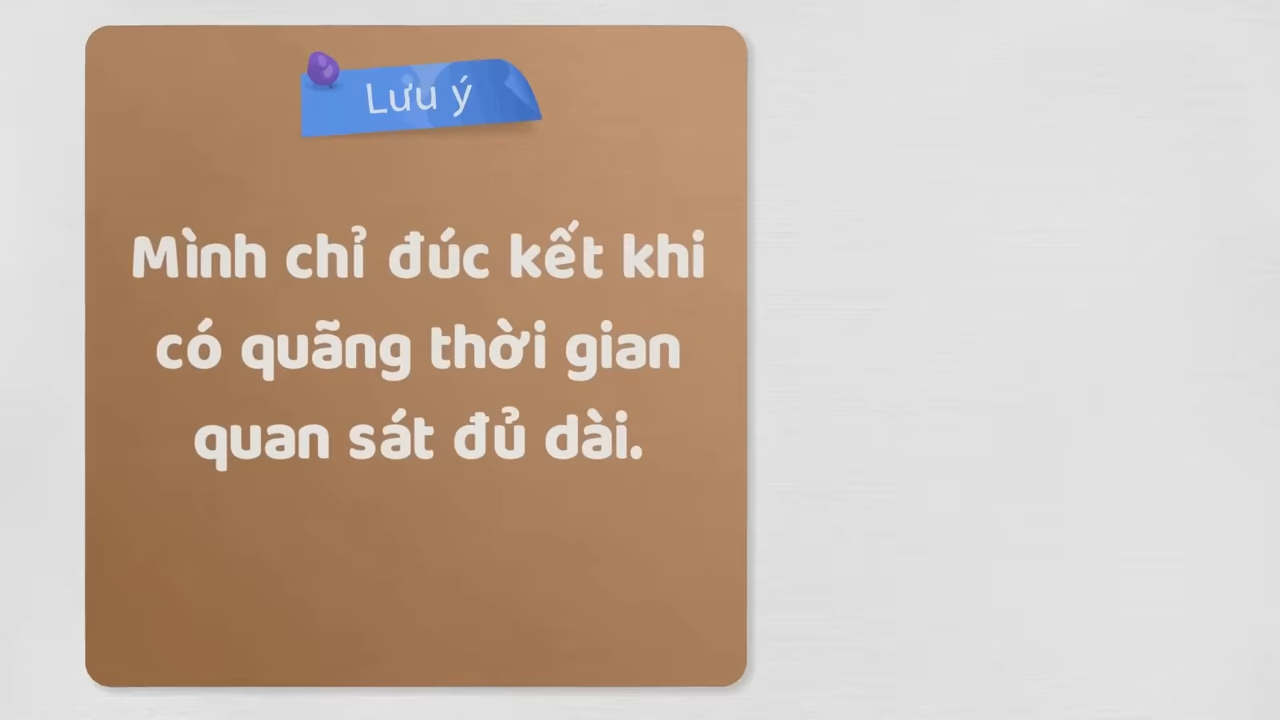 Lưu ý
Mình chỉ đúc kết khi
có quãng thời gian
quan sát đủ dài.